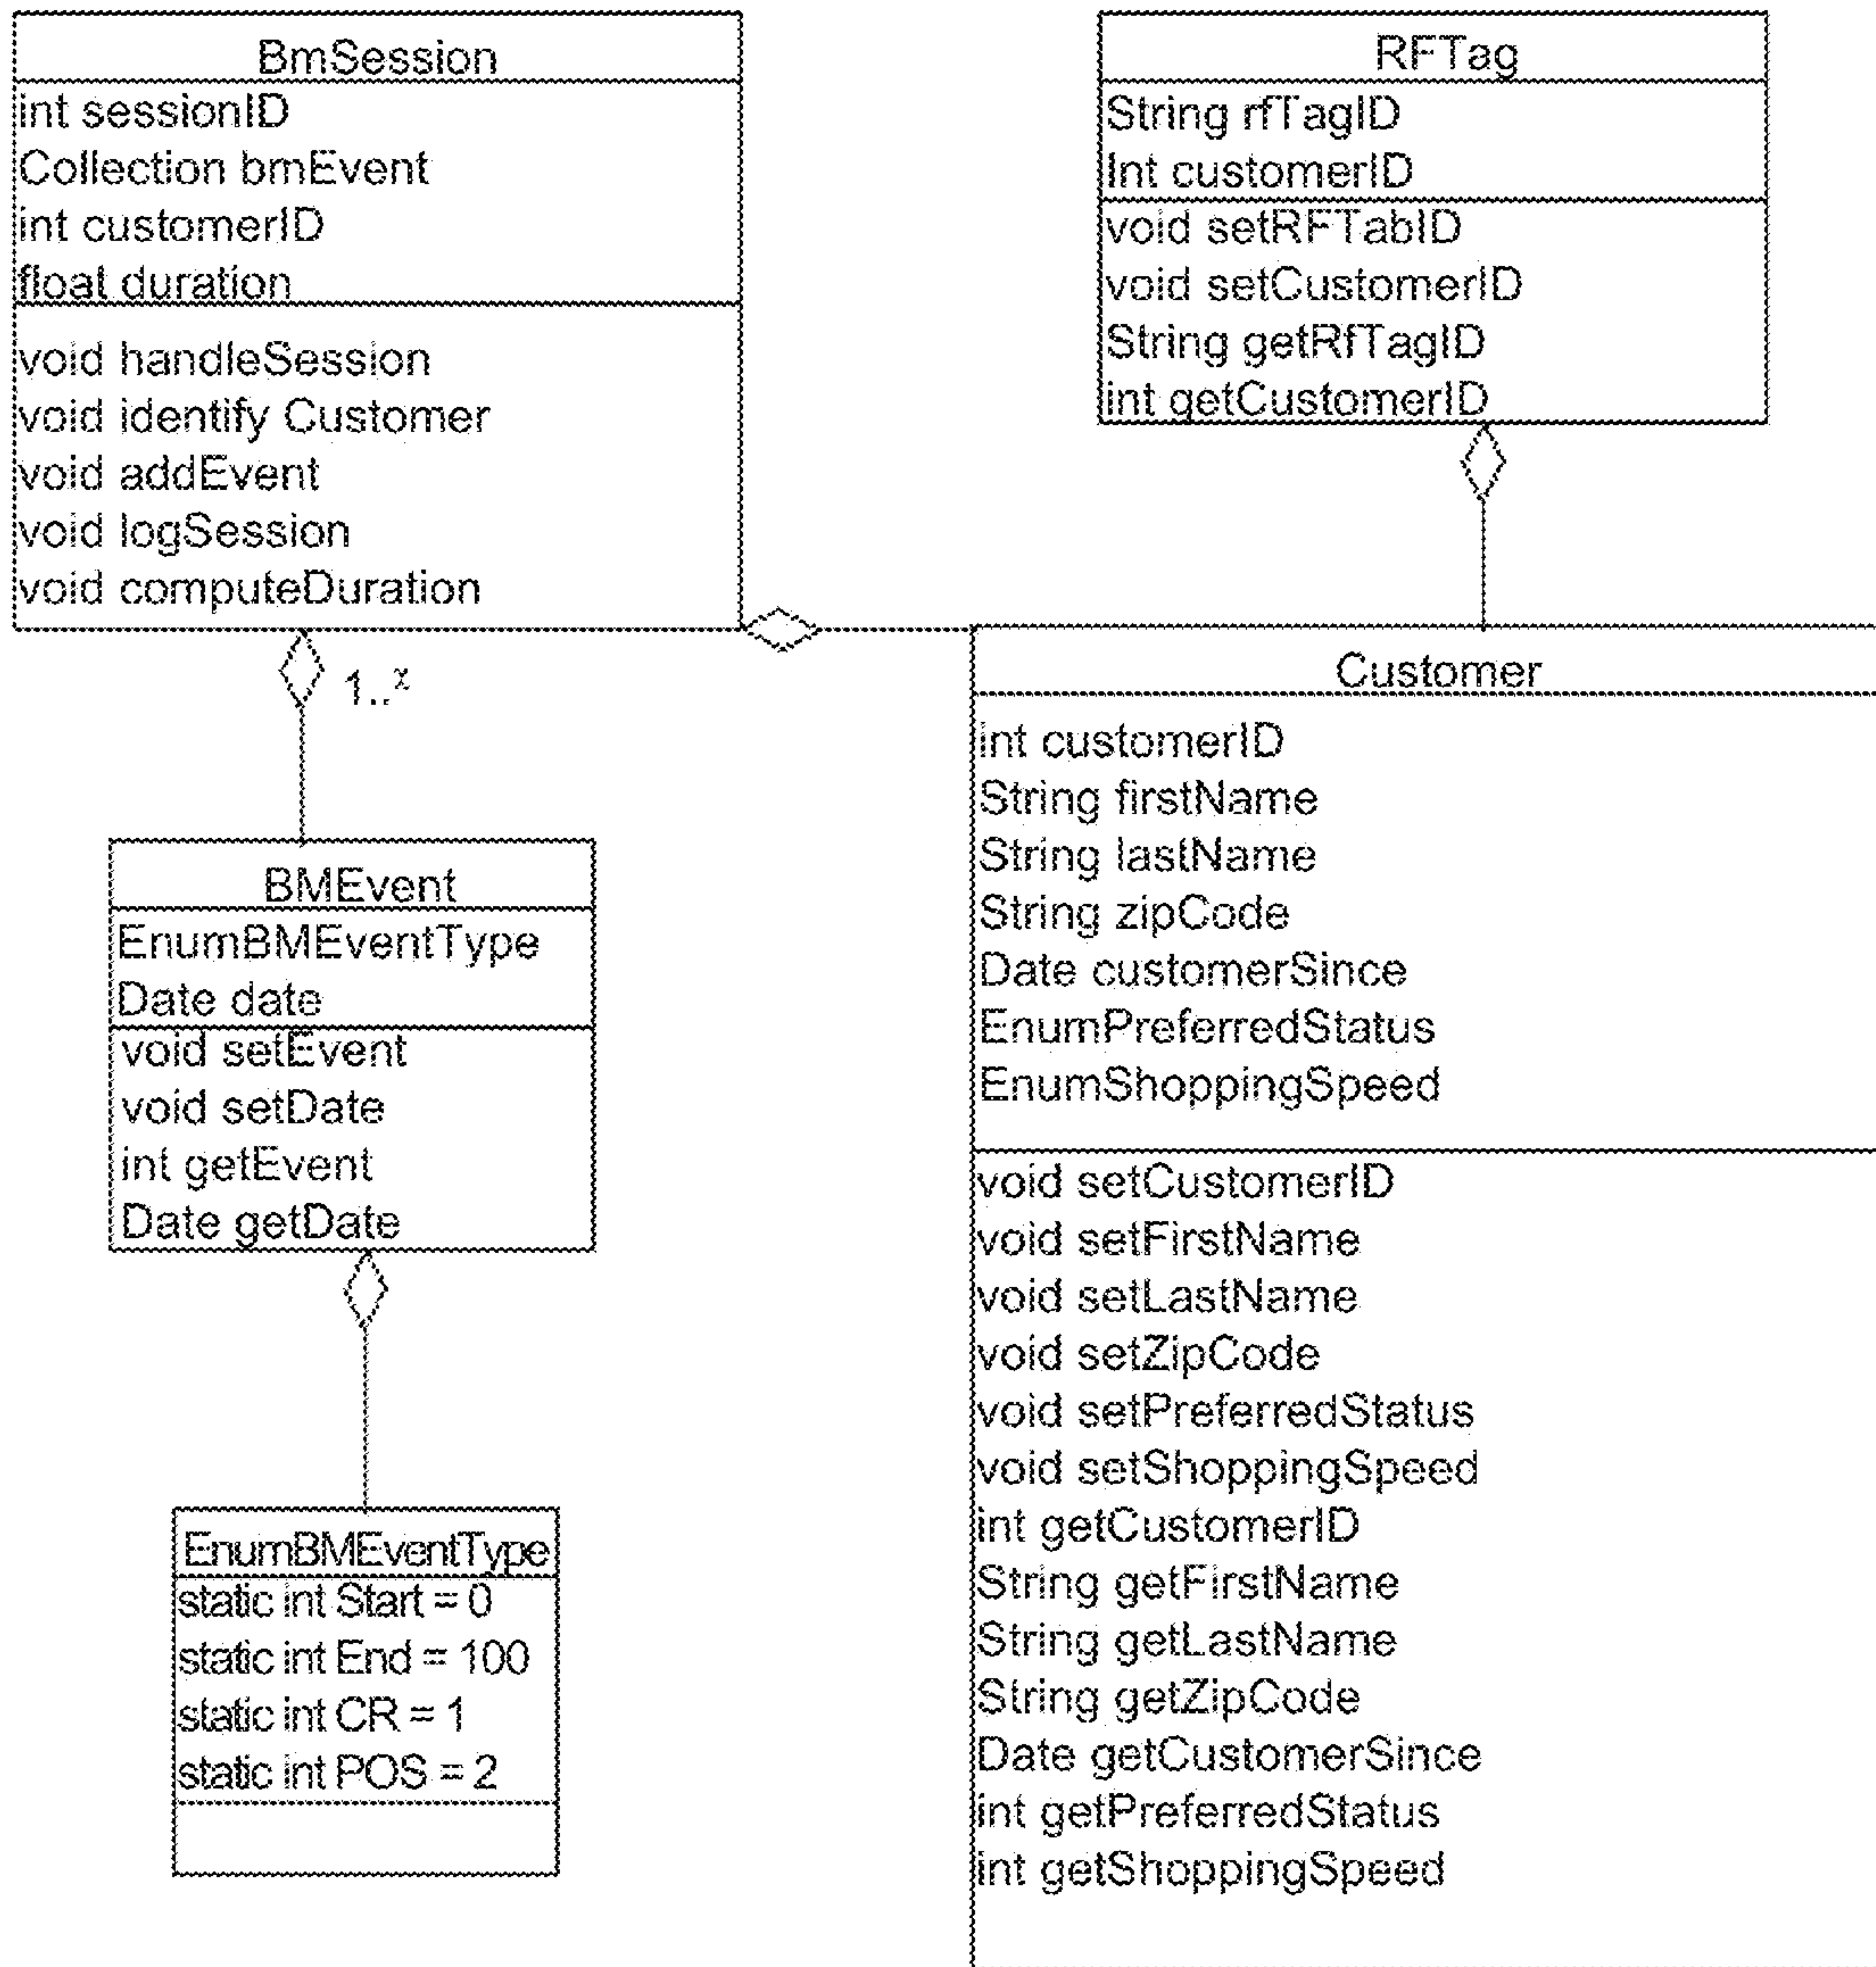 BmSession
int sessionID
Collection bmEvent
int customerID
float duration
void handleSession
void identify Customer
void addEvent
void logSession
void computeDuration
1..x
RFTag
String rfTagID
Int customerID
void setRFTabID
void setCustomerID
String getRfTagID
int getCustomerID
BMEvent
EnumBMEventType
Date date
void setEvent
void setDate
int getEvent
Date getDate
EnumBMEventType
static int Start = 0
static int End = 100
static int CR = 1
static int POS = 2
Customer
int customerID
String firstName
String lastName
String zipCode
Date customerSince
EnumPreferredStatus
EnumShoppingSpeed
void setCustomerID
void setFirstName
void setLastName
void setZipCode
void setPreferredStatus
void setShoppingSpeed
int getCustomerID
String getFirstName
String getLastName
String getZipCode
Date getCustomerSince
int getPreferredStatus
int getShoppingSpeed